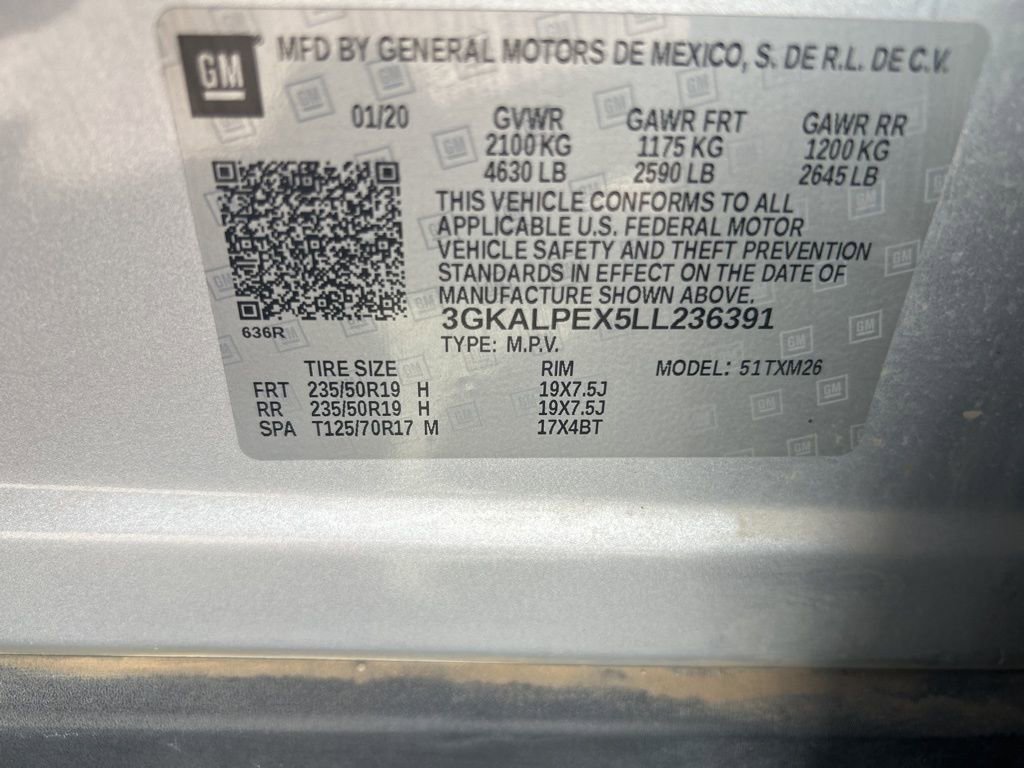 GM MFD BY GENERAL MOTORS DE MEXICO, S. DE R.L. DE C.V.
01/20 GVWR GAWR FRT GAWR RR
2100 KG 1175 KG 1200 KG
4630 LB 2590 LB 2645 LB
THIS VEHICLE CONFORMS TO ALL
APPLICABLE U.S. FEDERAL MOTOR
VEHICLE SAFETY AND THEFT PREVENTION
STANDARDS IN EFFECT ON THE DATE OF
MANUFACTURE SHOWN ABOVE.
636R 3GKALPEX5LL236391
TYPE: M.P.V.
TIRE SIZE RIM MODEL: 51TXM26
FRT 235/50R19 H 19X7.5J
RR 235/50R19 H 19X7.5J
SPA T125/70R17 M 17X4BT